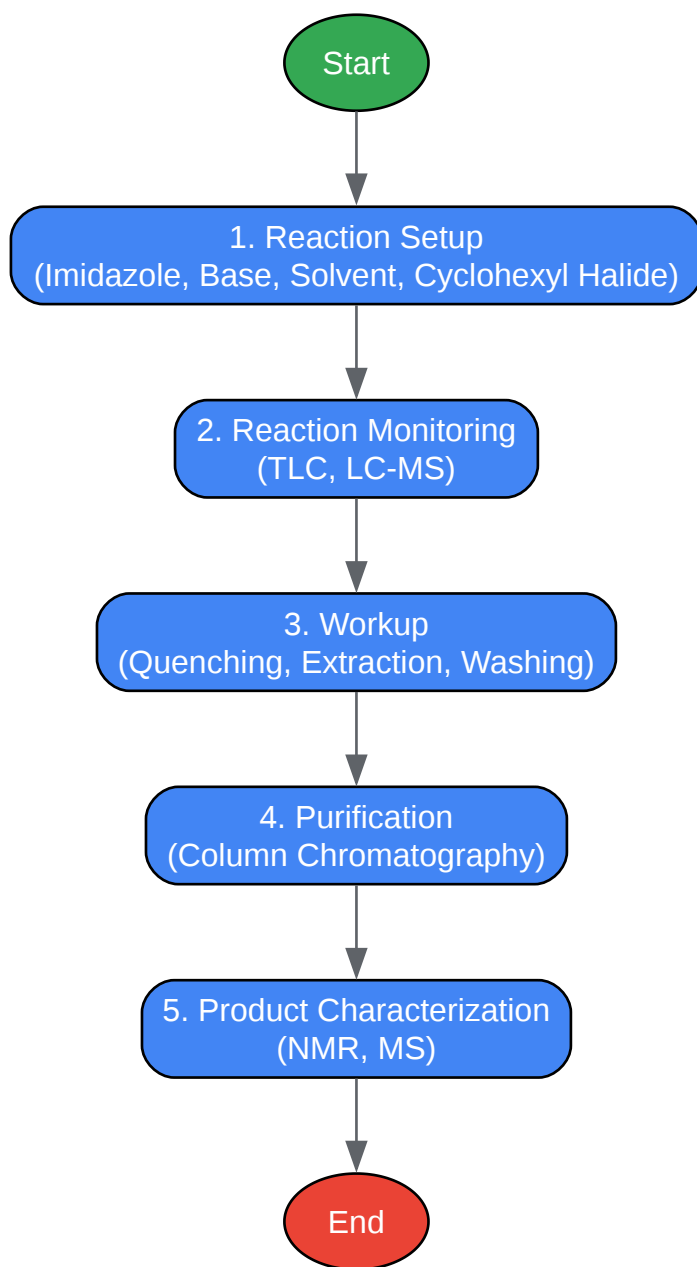 Start
1. Reaction Setup
(Imidazole, Base, Solvent, Cyclohexyl Halide)
2. Reaction Monitoring
(TLC, LC-MS)
3. Workup
(Quenching, Extraction, Washing)
4. Purification
(Column Chromatography)
5. Product Characterization
(NMR, MS)
End